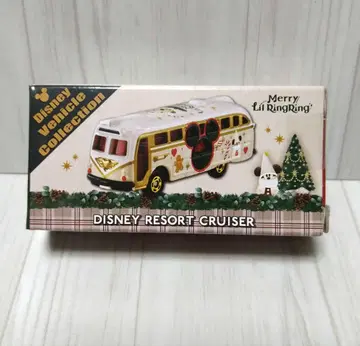 Disney
Vehicle
Collection
Merry
Lil RingRing
DISNEY RESORT CRUISER